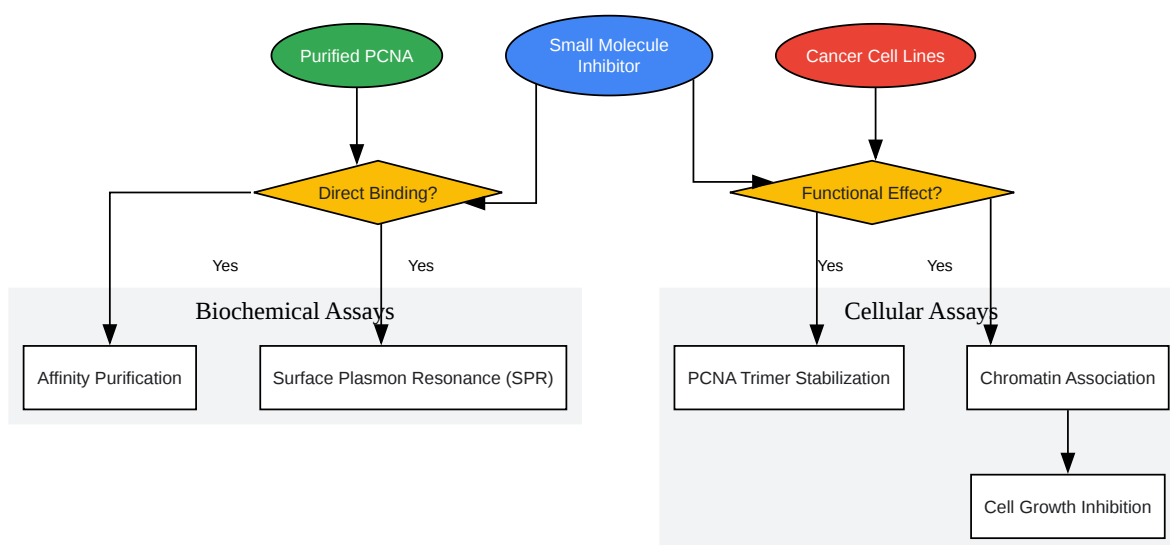 Purified PCNA
Small Molecule
Inhibitor
Cancer Cell Lines
Direct Binding?
Functional Effect?
Yes
Yes
Yes
Yes
Biochemical Assays
Cellular Assays
Affinity Purification
Surface Plasmon Resonance (SPR)
PCNA Trimer Stabilization
Chromatin Association
Cell Growth Inhibition